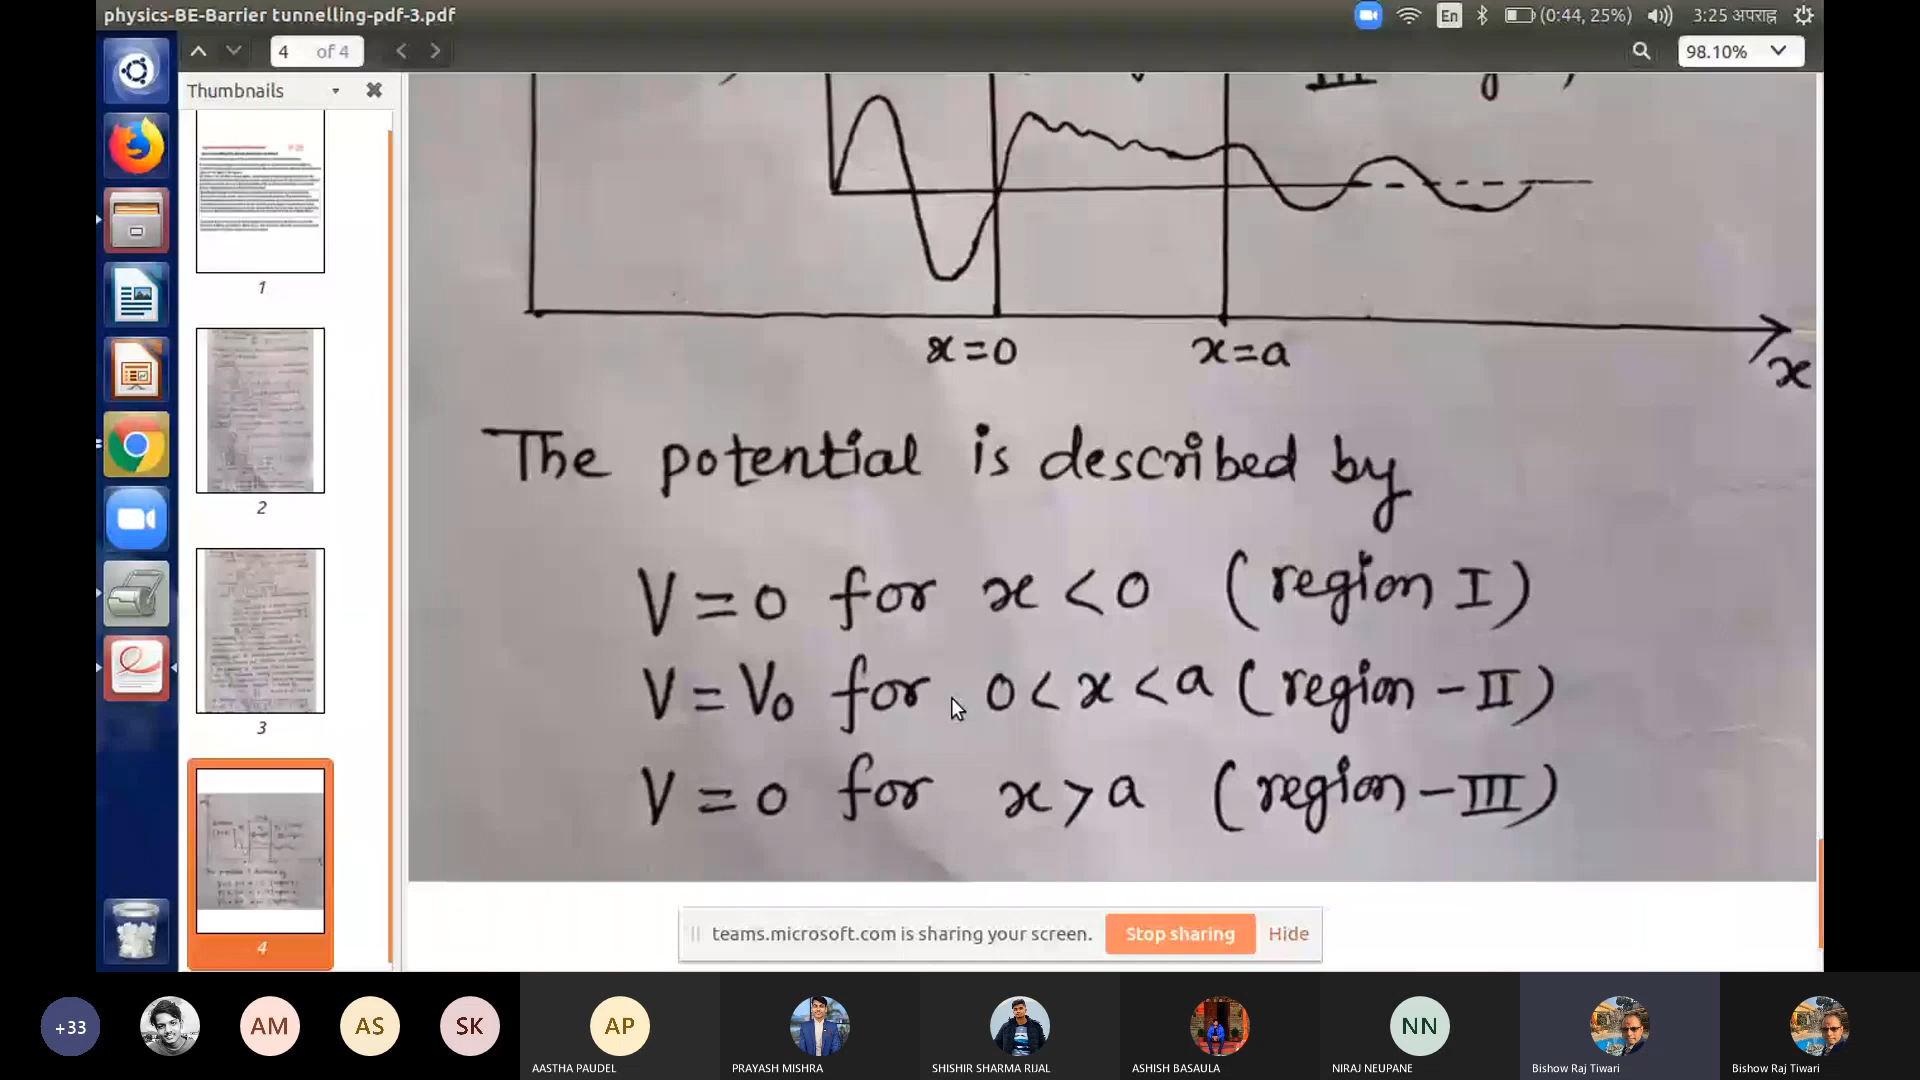 physics-BE-Barrier tunnelling-pdf-3.pdf
En
(0:44, 25%)
3:25 अपराह्न
4 of 4
98.10%
Thumbnails
1
2
3
4
III
x=0
x=a
x
The potential is described by
V=0 for x<0 (region I)
V=V₀ for 0<x<a (region-II)
V=0 for x>a (region-III)
teams.microsoft.com is sharing your screen.
Stop sharing
Hide
+33
AM
AS
SK
AP
NN
AASTHA PAUDEL
PRAYASH MISHRA
SHISHIR SHARMA RIJAL
ASHISH BASAULA
NIRAJ NEUPANE
Bishow Raj Tiwari
Bishow Raj Tiwari